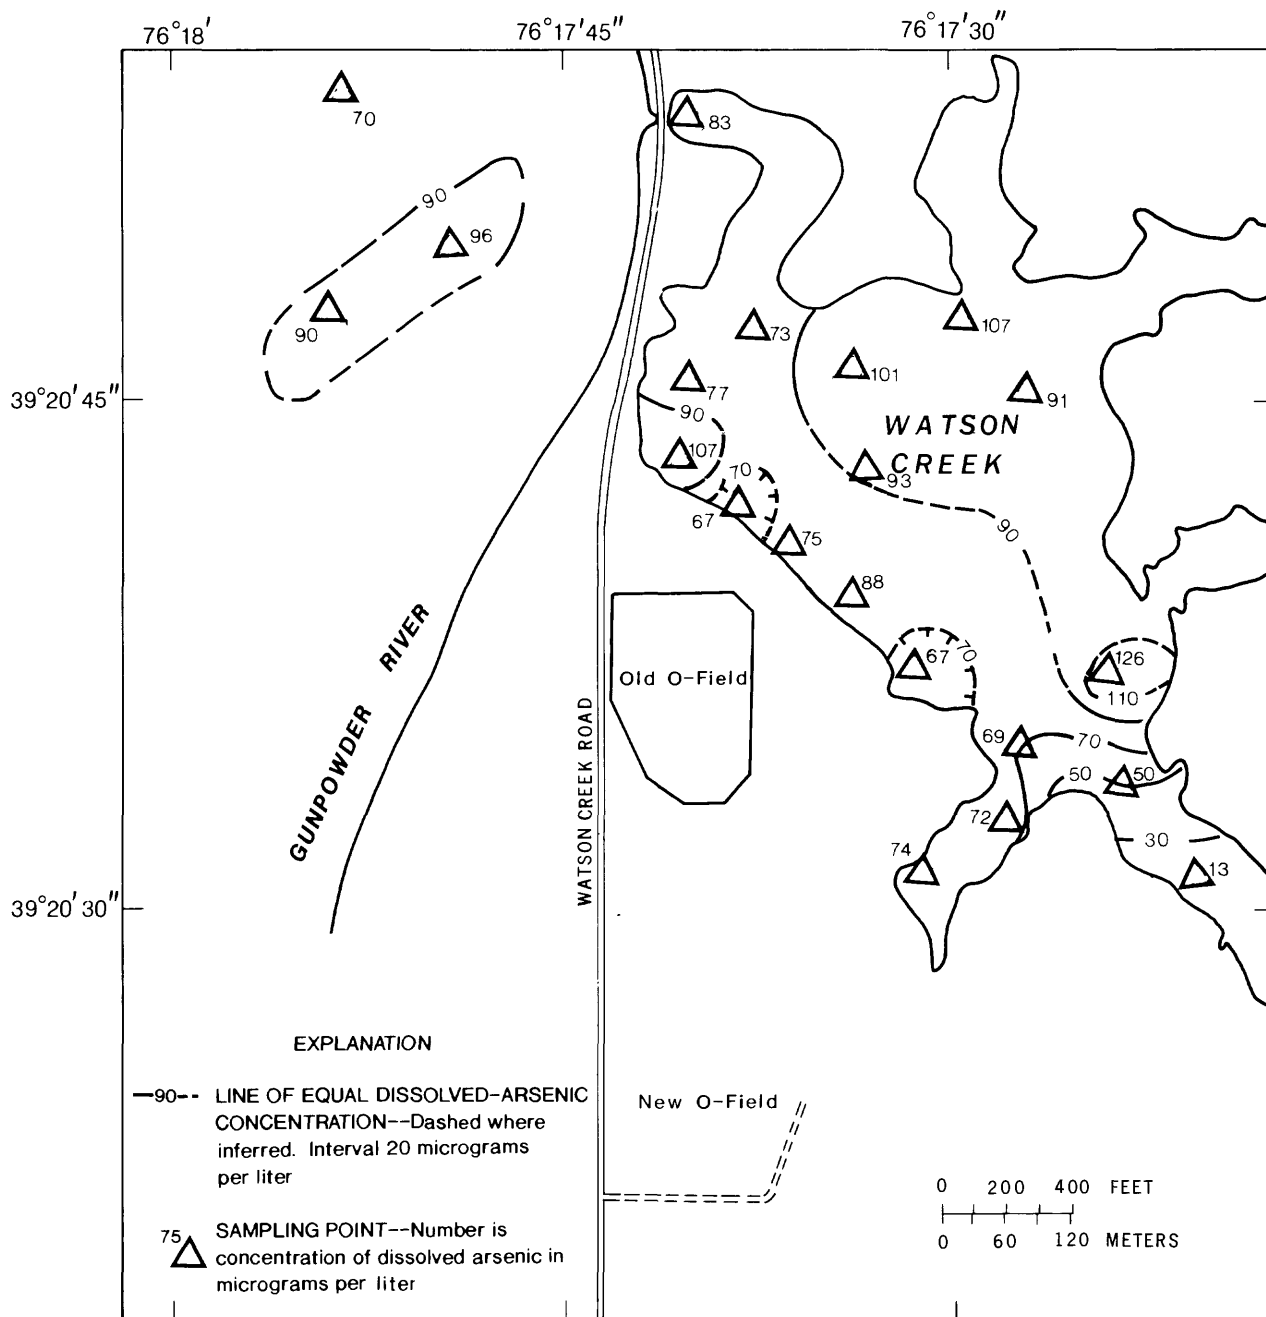 76°18′ 76°17′45″ 76°17′30″
70
83
90
96
90
73
107
101
77
91
39°20′45″
90
WATSON
CREEK
107
93
70
67
90
75
88
GUNPOWDER RIVER
WATSON CREEK ROAD
Old O-Field
67
70
126
110
69
70
50
50
72
30
74
13
39°20′30″
EXPLANATION
—90-- LINE OF EQUAL DISSOLVED-ARSENIC
CONCENTRATION--Dashed where
inferred. Interval 20 micrograms
per liter
75 SAMPLING POINT--Number is
concentration of dissolved arsenic in
micrograms per liter
New O-Field
0 200 400 FEET
0 60 120 METERS